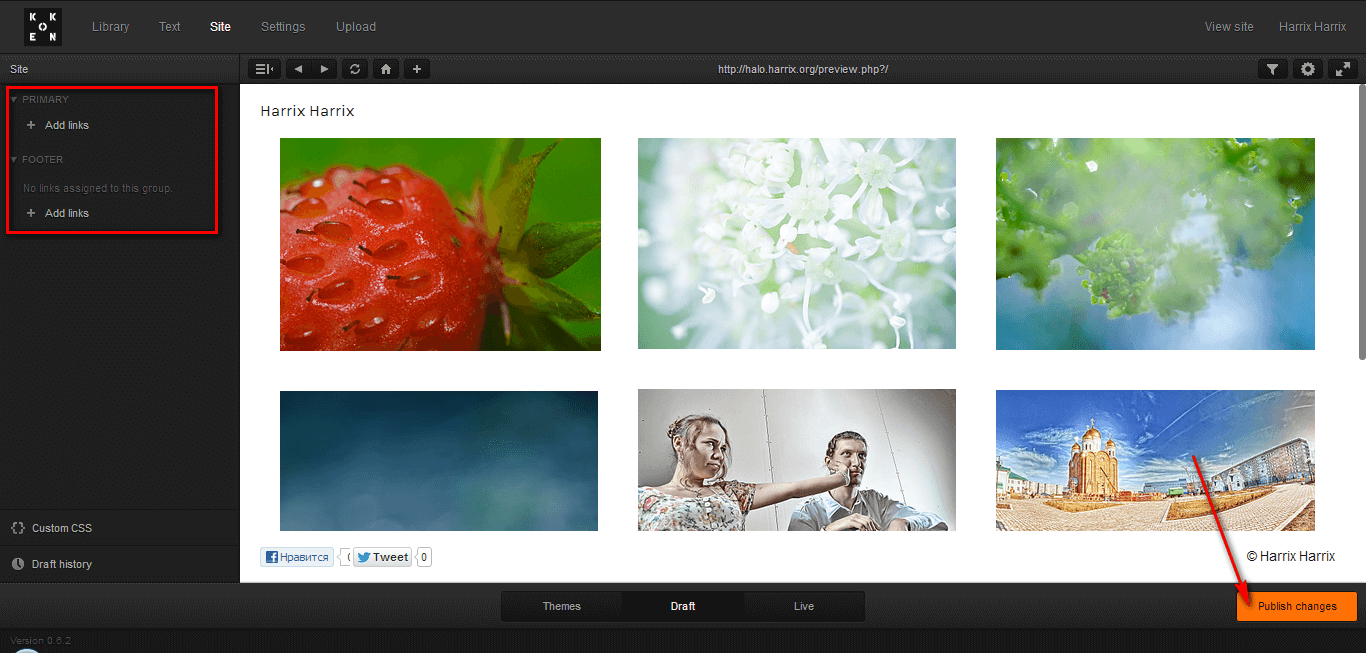 K K
O
E N
Library Text Site Settings Upload View site Harrix Harrix
Site http://halo.harrix.org/preview.php?/
PRIMARY
+ Add links
FOOTER
No links assigned to this group.
+ Add links
Harrix Harrix
Нравится 0 Tweet 0
© Harrix Harrix
Custom CSS
Draft history
Themes Draft Live Publish changes
Version 0.6.2